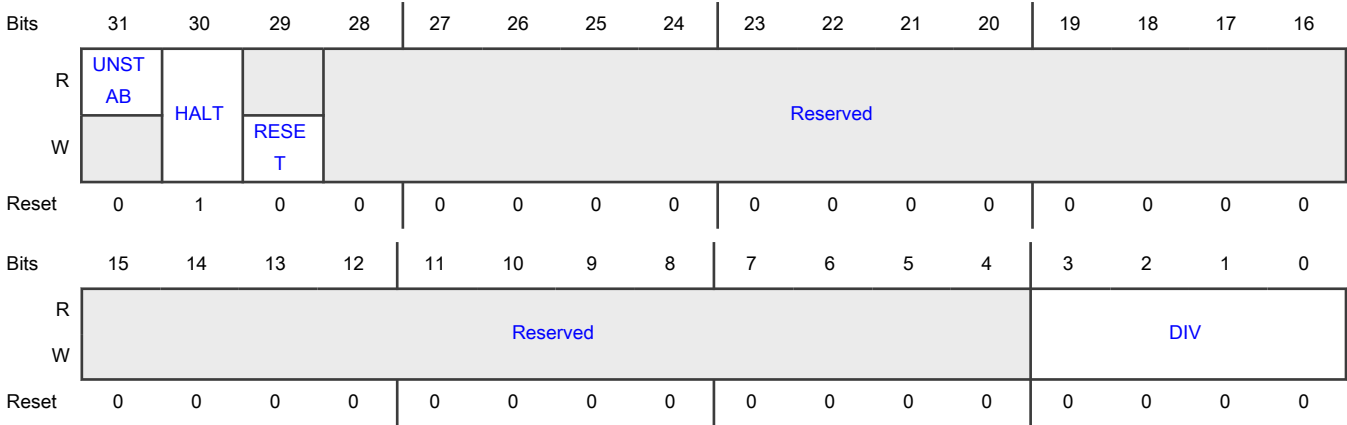 Bits 31 30 29 28 27 26 25 24 23 22 21 20 19 18 17 16
R UNST
AB
HALT Reserved
W RESE
T
Reset 0 1 0 0 0 0 0 0 0 0 0 0 0 0 0 0
Bits 15 14 13 12 11 10 9 8 7 6 5 4 3 2 1 0
R
Reserved DIV
W
Reset 0 0 0 0 0 0 0 0 0 0 0 0 0 0 0 0